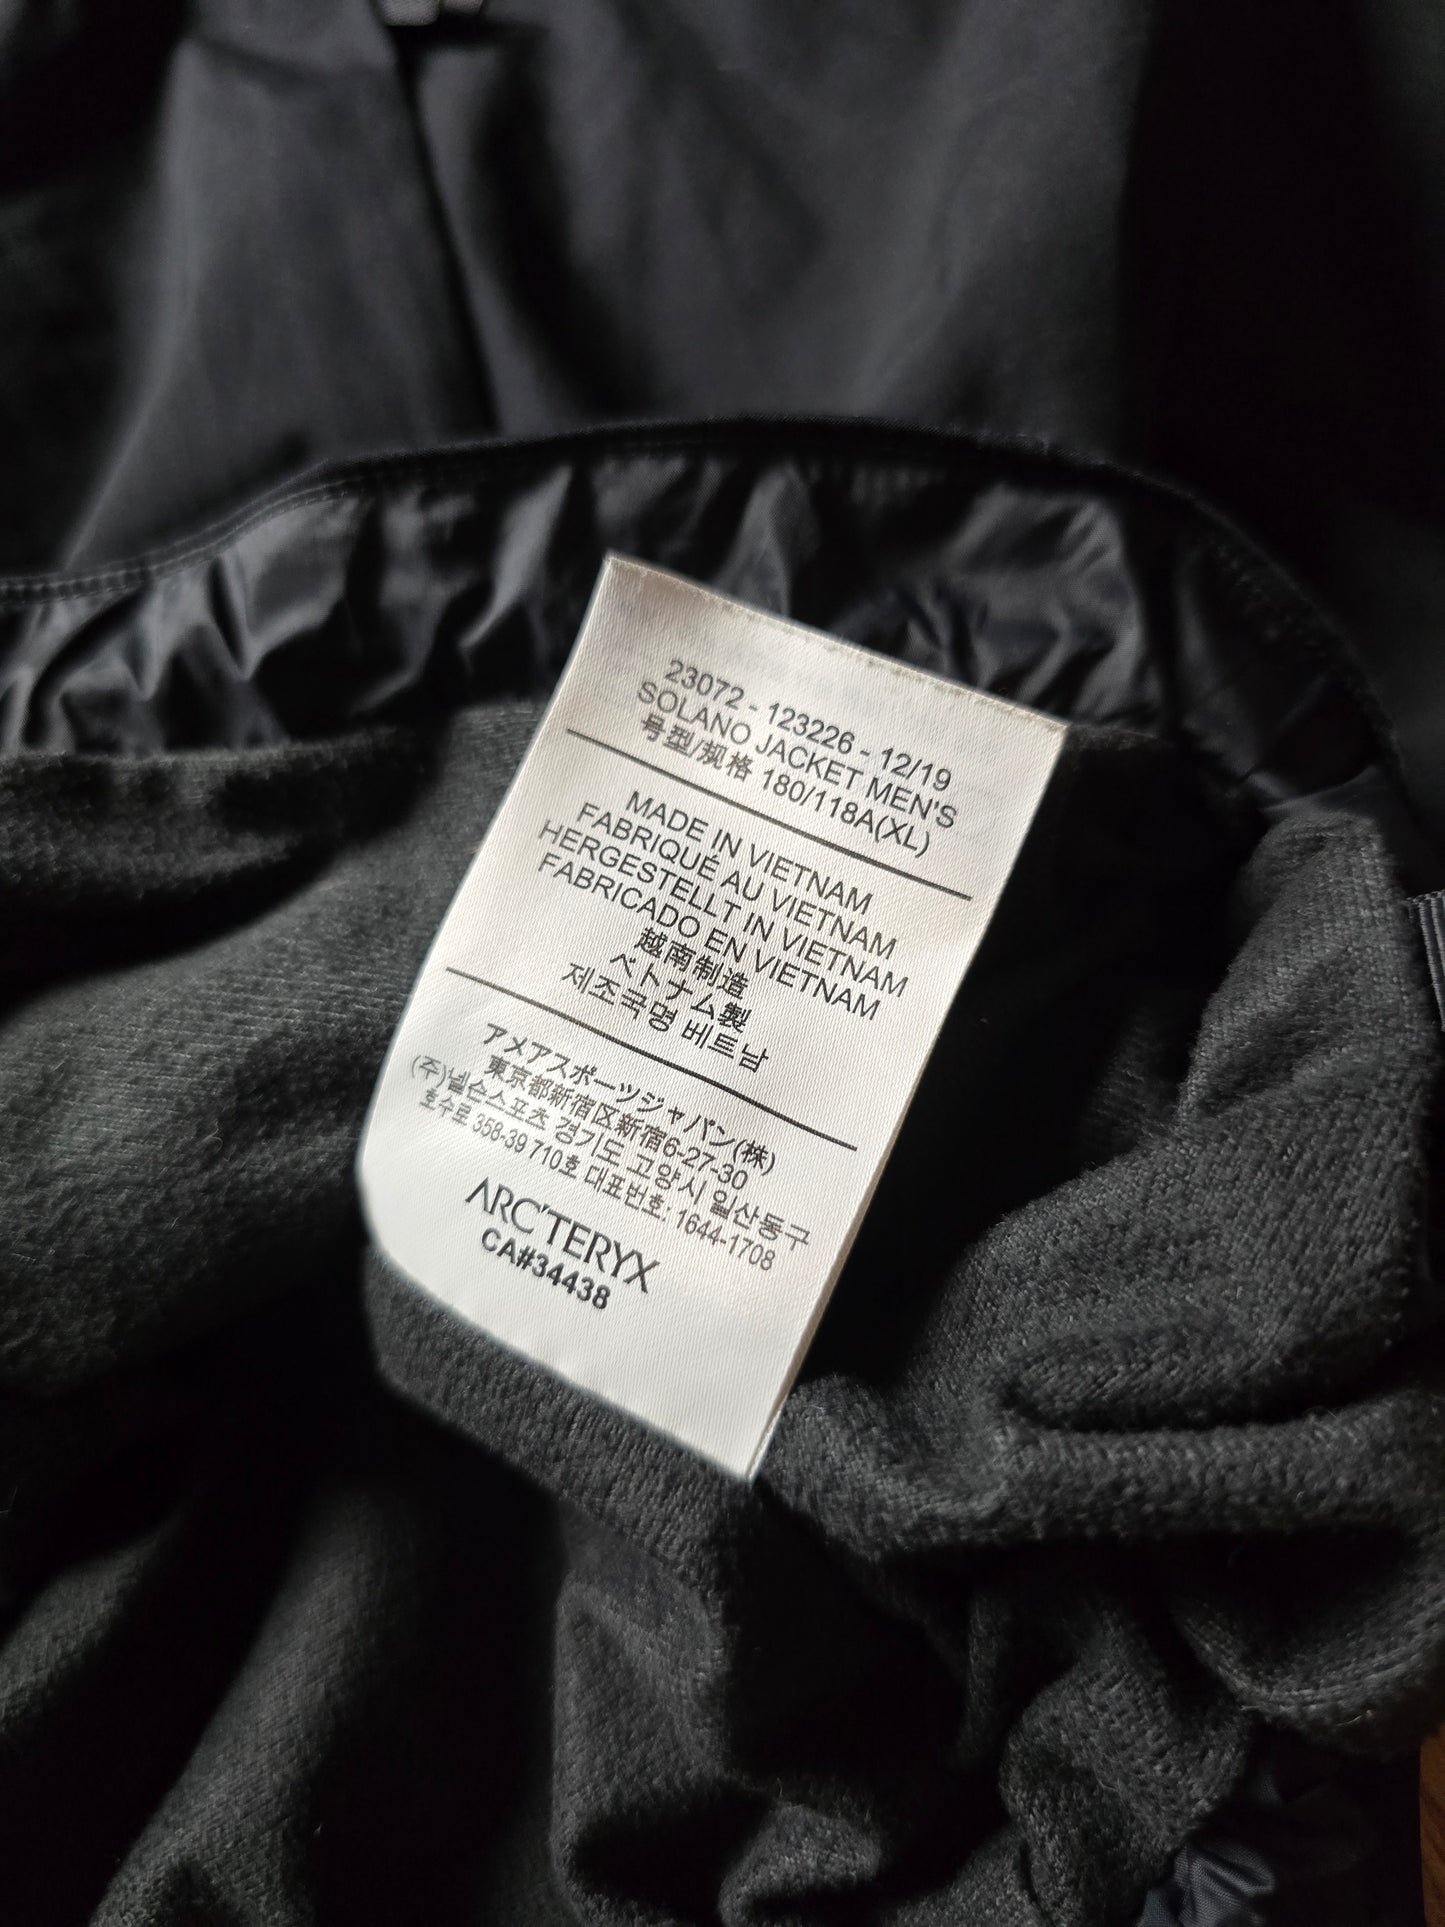 23072 - 123226 - 12/19
SOLANO JACKET MEN'S
号型/规格 180/118A(XL)
MADE IN VIETNAM
FABRIQUÉ AU VIETNAM
HERGESTELLT IN VIETNAM
FABRICADO EN VIETNAM
越南制造
ベトナム製
제조국명 베트남
アメアスポーツジャパン(株)
東京都新宿区新宿6-27-30
(주)넬슨스포츠 경기도 고양시 일산동구
호수로 358-39 710호 대표번호: 1644-1708
ARC'TERYX
CA#34438